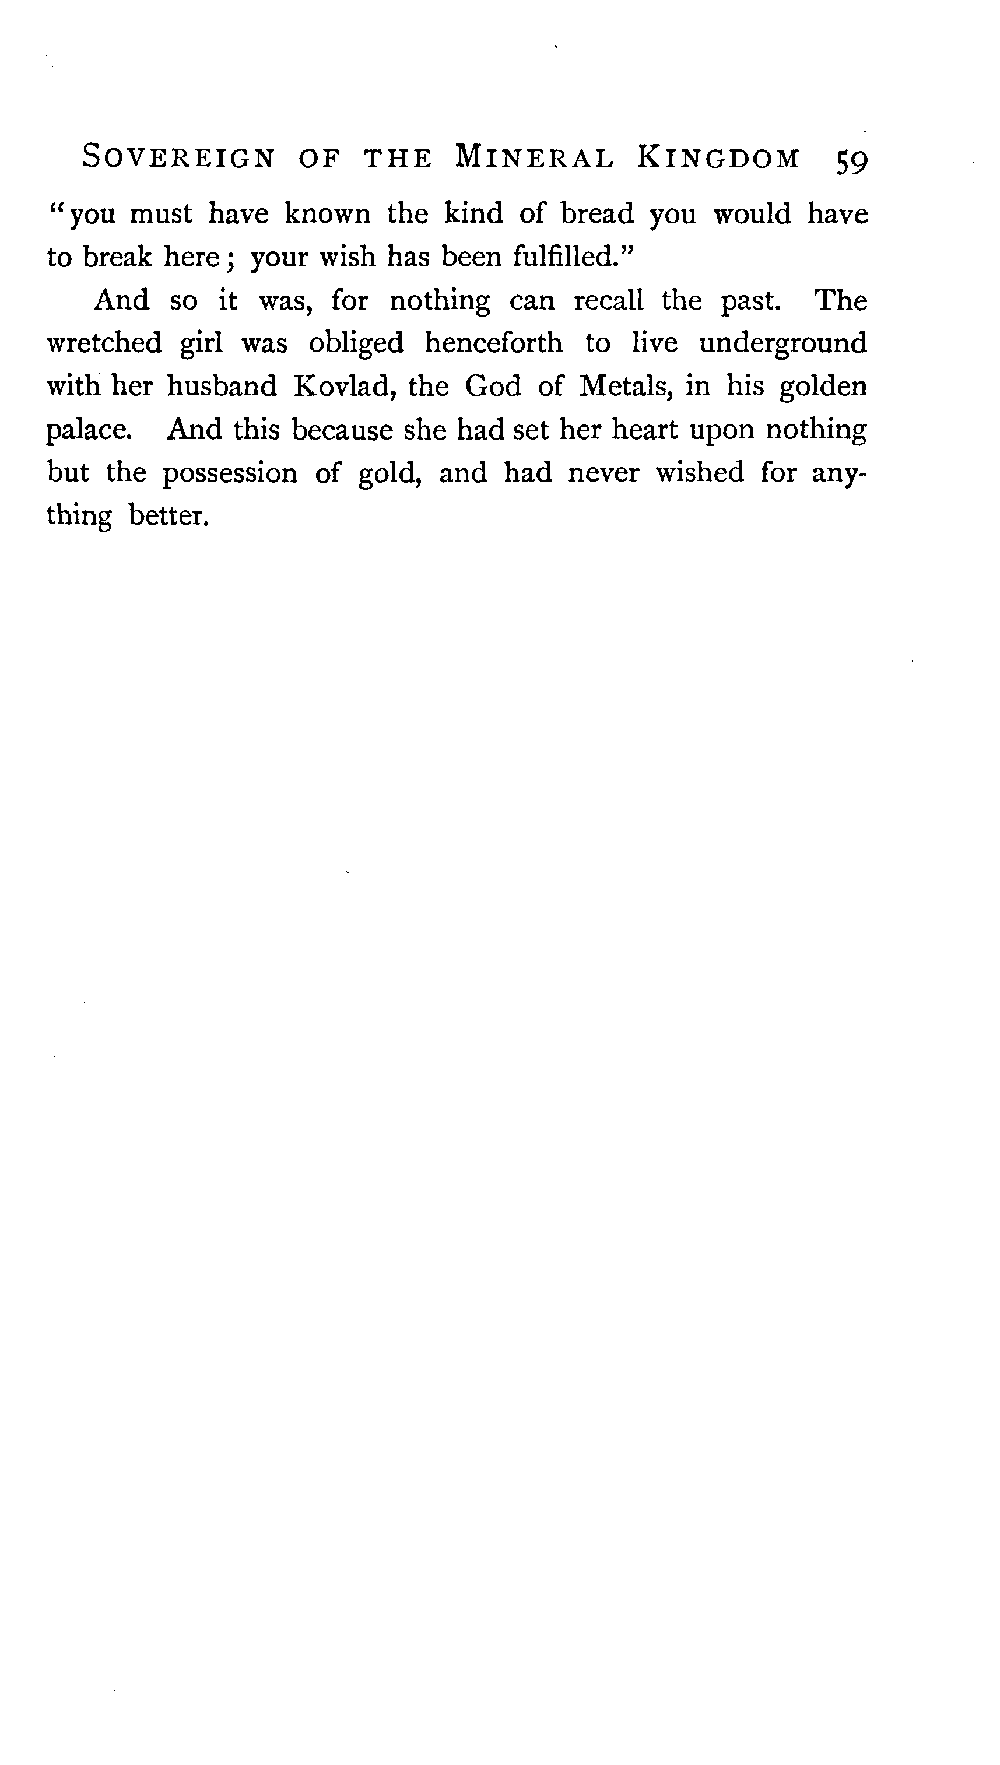 SOVEREIGN OF THE MINERAL KINGDOM 59
"you must have known the kind of bread you would have
to break here; your wish has been fulfilled."
And so it was, for nothing can recall the past. The
wretched girl was obliged henceforth to live underground
with her husband Kovlad, the God of Metals, in his golden
palace. And this because she had set her heart upon nothing
but the possession of gold, and had never wished for any-
thing better.